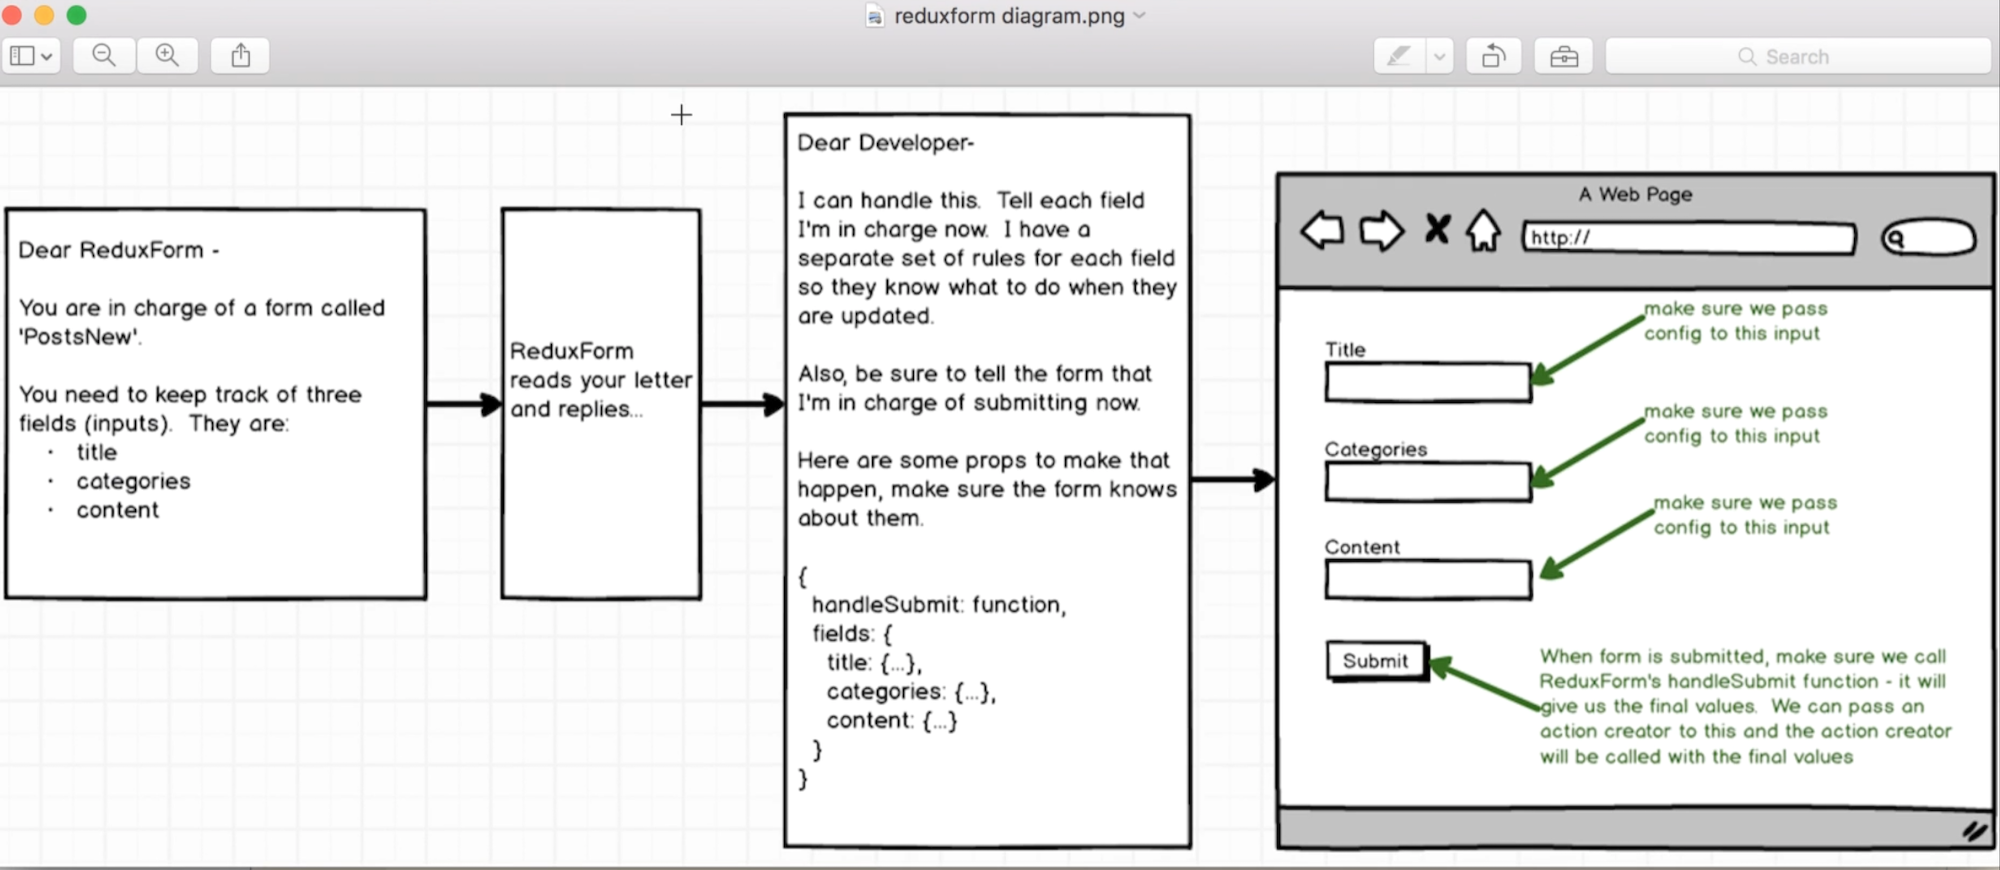 reduxform diagram.png
Search
Dear ReduxForm -
You are in charge of a form called
'PostsNew'.
You need to keep track of three
fields (inputs). They are:
· title
· categories
· content
ReduxForm
reads your letter
and replies...
Dear Developer-
I can handle this. Tell each field
I'm in charge now. I have a
separate set of rules for each field
so they know what to do when they
are updated.
Also, be sure to tell the form that
I'm in charge of submitting now.
Here are some props to make that
happen, make sure the form knows
about them.
{
handleSubmit: function,
fields: {
title: {...},
categories: {...},
content: {...}
}
}
A Web Page
http://
make sure we pass
config to this input
Title
make sure we pass
config to this input
Categories
make sure we pass
config to this input
Content
Submit
When form is submitted, make sure we call
ReduxForm's handleSubmit function - it will
give us the final values. We can pass an
action creator to this and the action creator
will be called with the final values